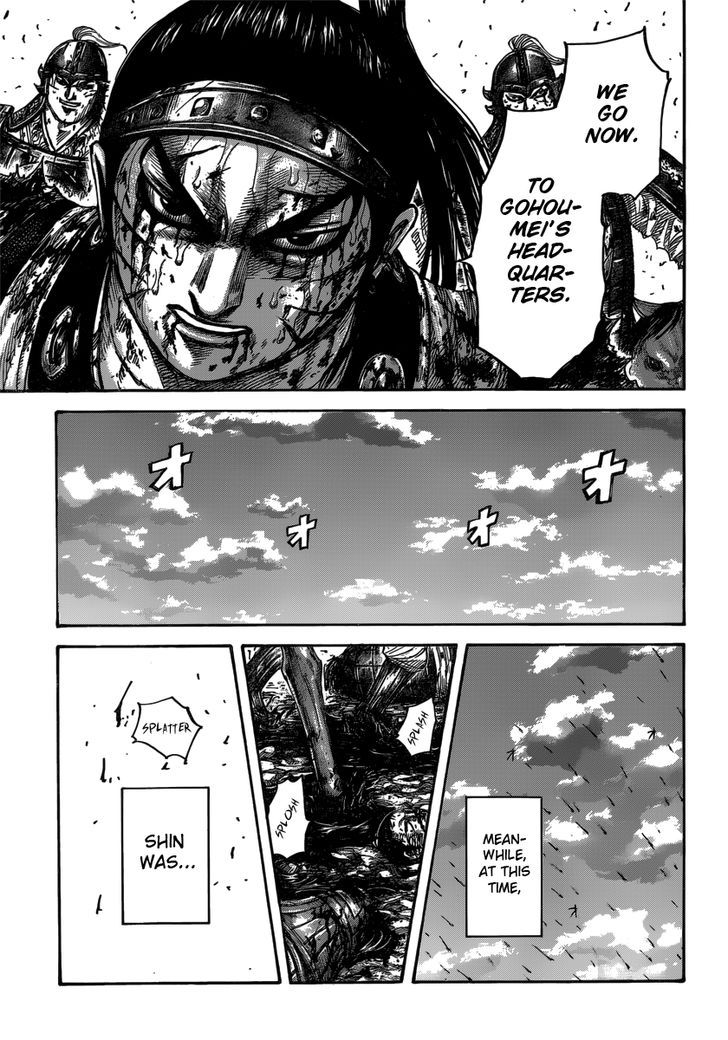 WE
GO
NOW.
TO
GOHOU-
MEI'S
HEAD-
QUAR-
TERS.
オ
オ
オ
オ
MEAN-
WHILE,
AT THIS
TIME,
SPLASH
SPLOSH
SPLATTER
SHIN
WAS...